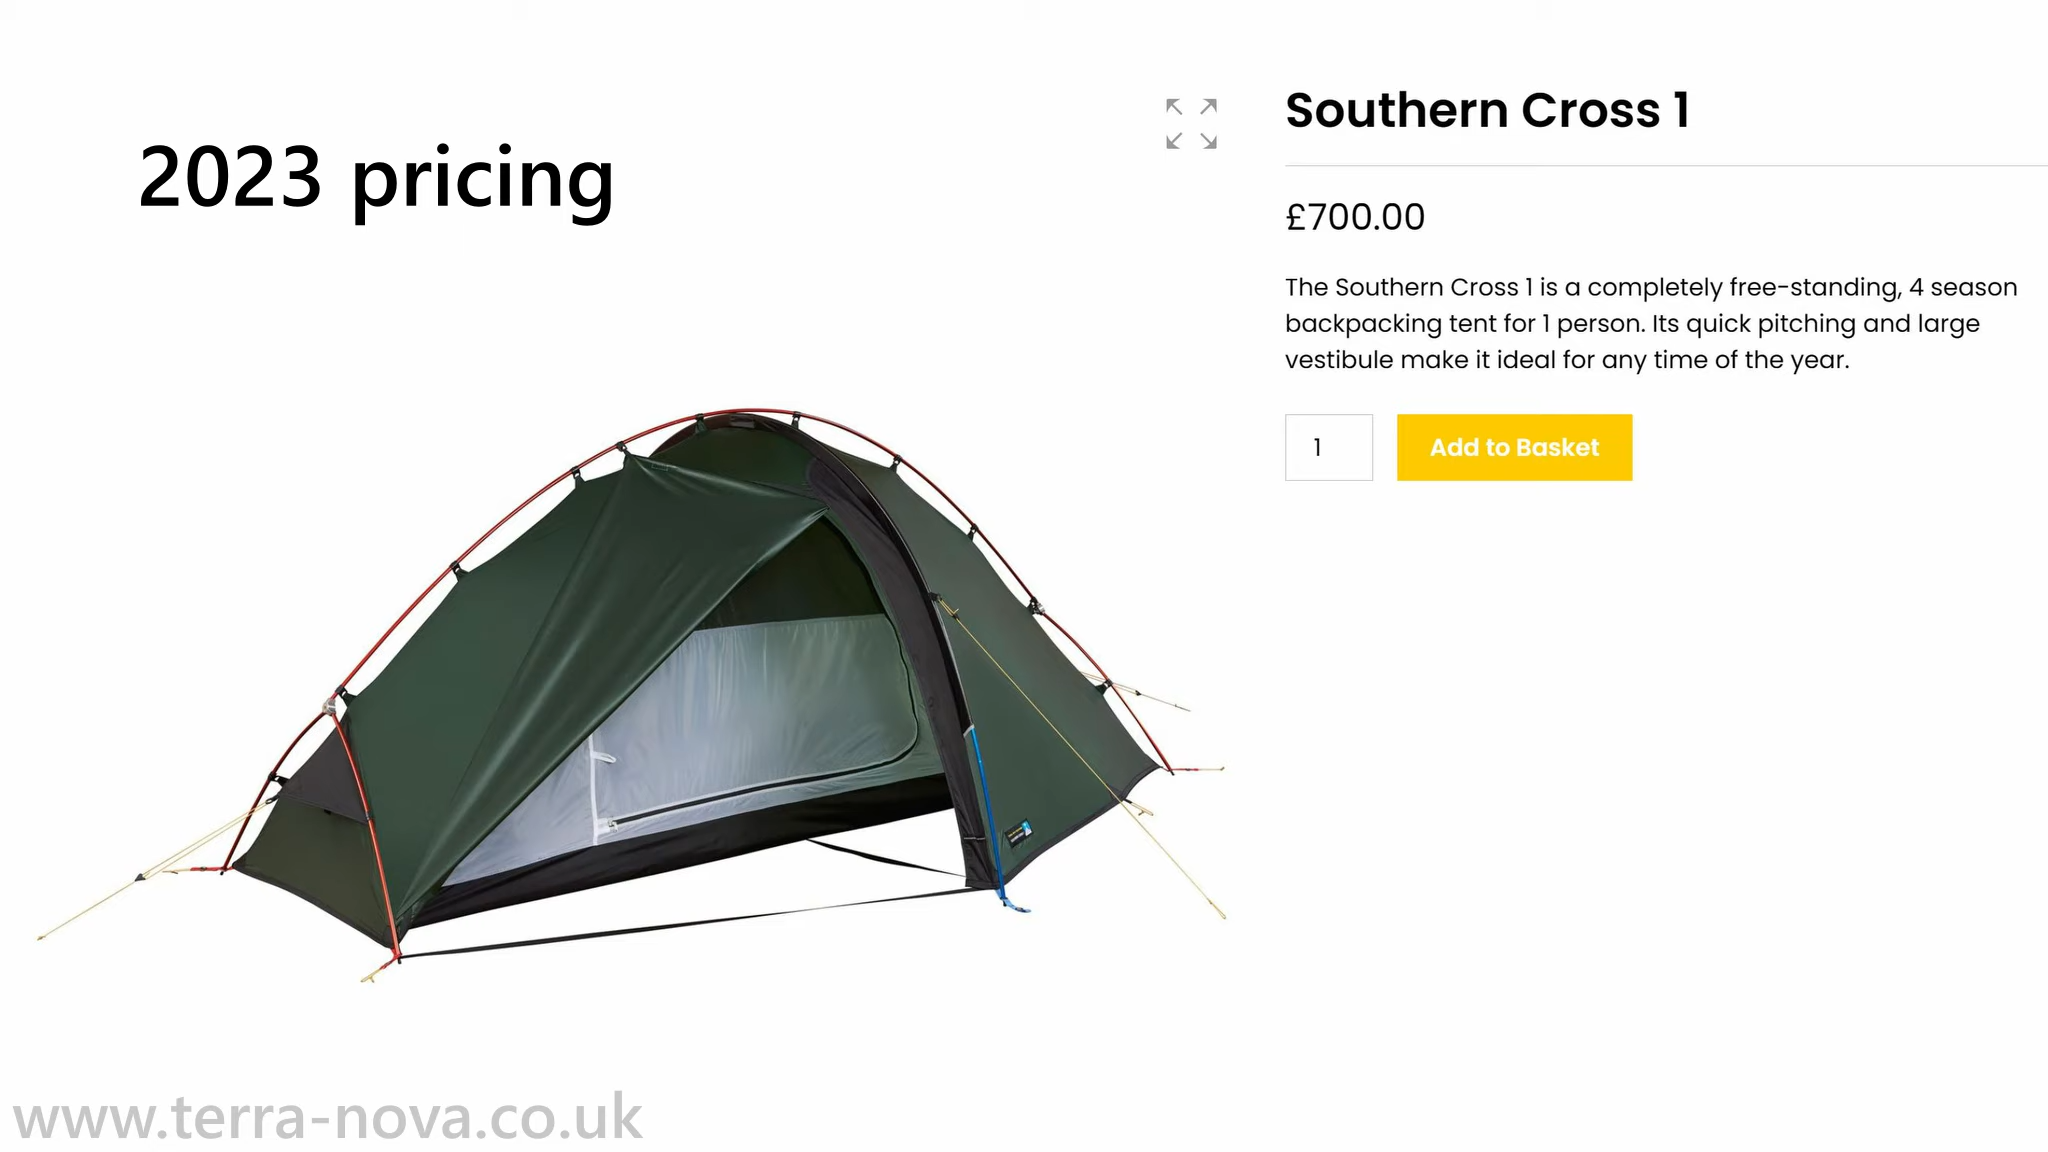 2023 pricing
Southern Cross 1
£700.00
The Southern Cross 1 is a completely free-standing, 4 season
backpacking tent for 1 person. Its quick pitching and large
vestibule make it ideal for any time of the year.
1
Add to Basket
www.terra-nova.co.uk